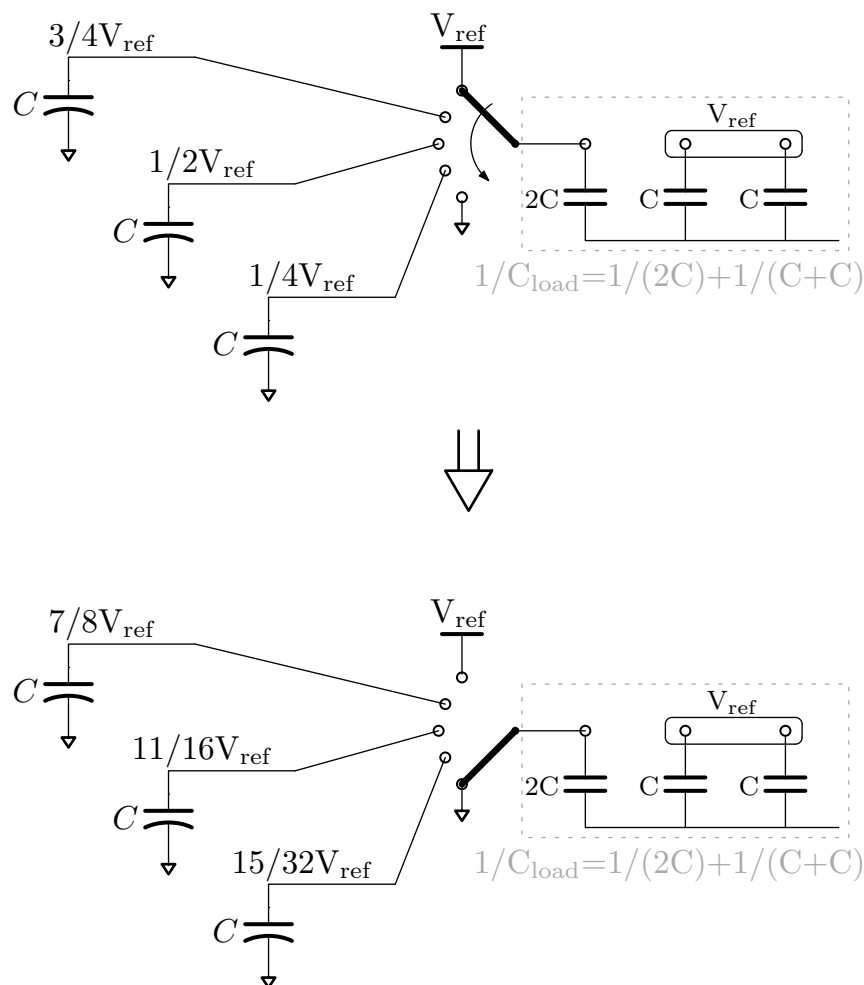 3/4V_ref
V_ref
C
V_ref
1/2V_ref
2C C C
C
1/4V_ref
1/C_load=1/(2C)+1/(C+C)
C
7/8V_ref
V_ref
C
V_ref
11/16V_ref
2C C C
C
15/32V_ref
1/C_load=1/(2C)+1/(C+C)
C